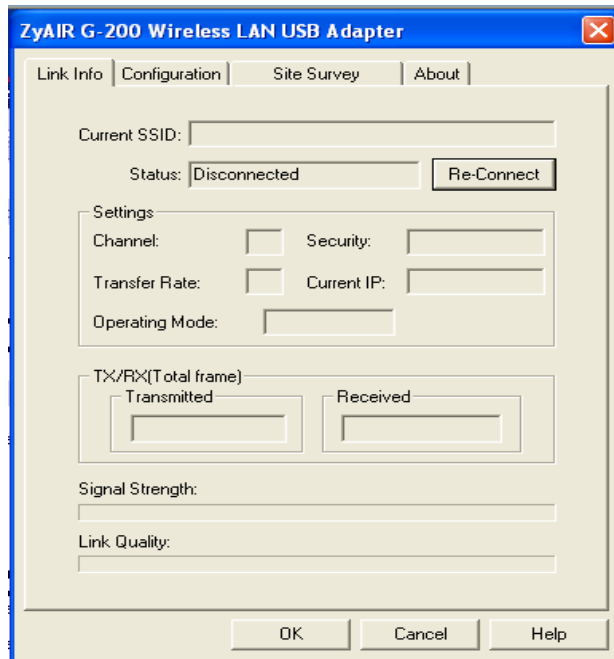 ZyAIR G-200 Wireless LAN USB Adapter
Link Info Configuration Site Survey About
Current SSID:
Status: Disconnected Re-Connect
Settings
Channel: Security:
Transfer Rate: Current IP:
Operating Mode:
TX/RX(Total frame)
Transmitted Received
Signal Strength:
Link Quality:
OK Cancel Help